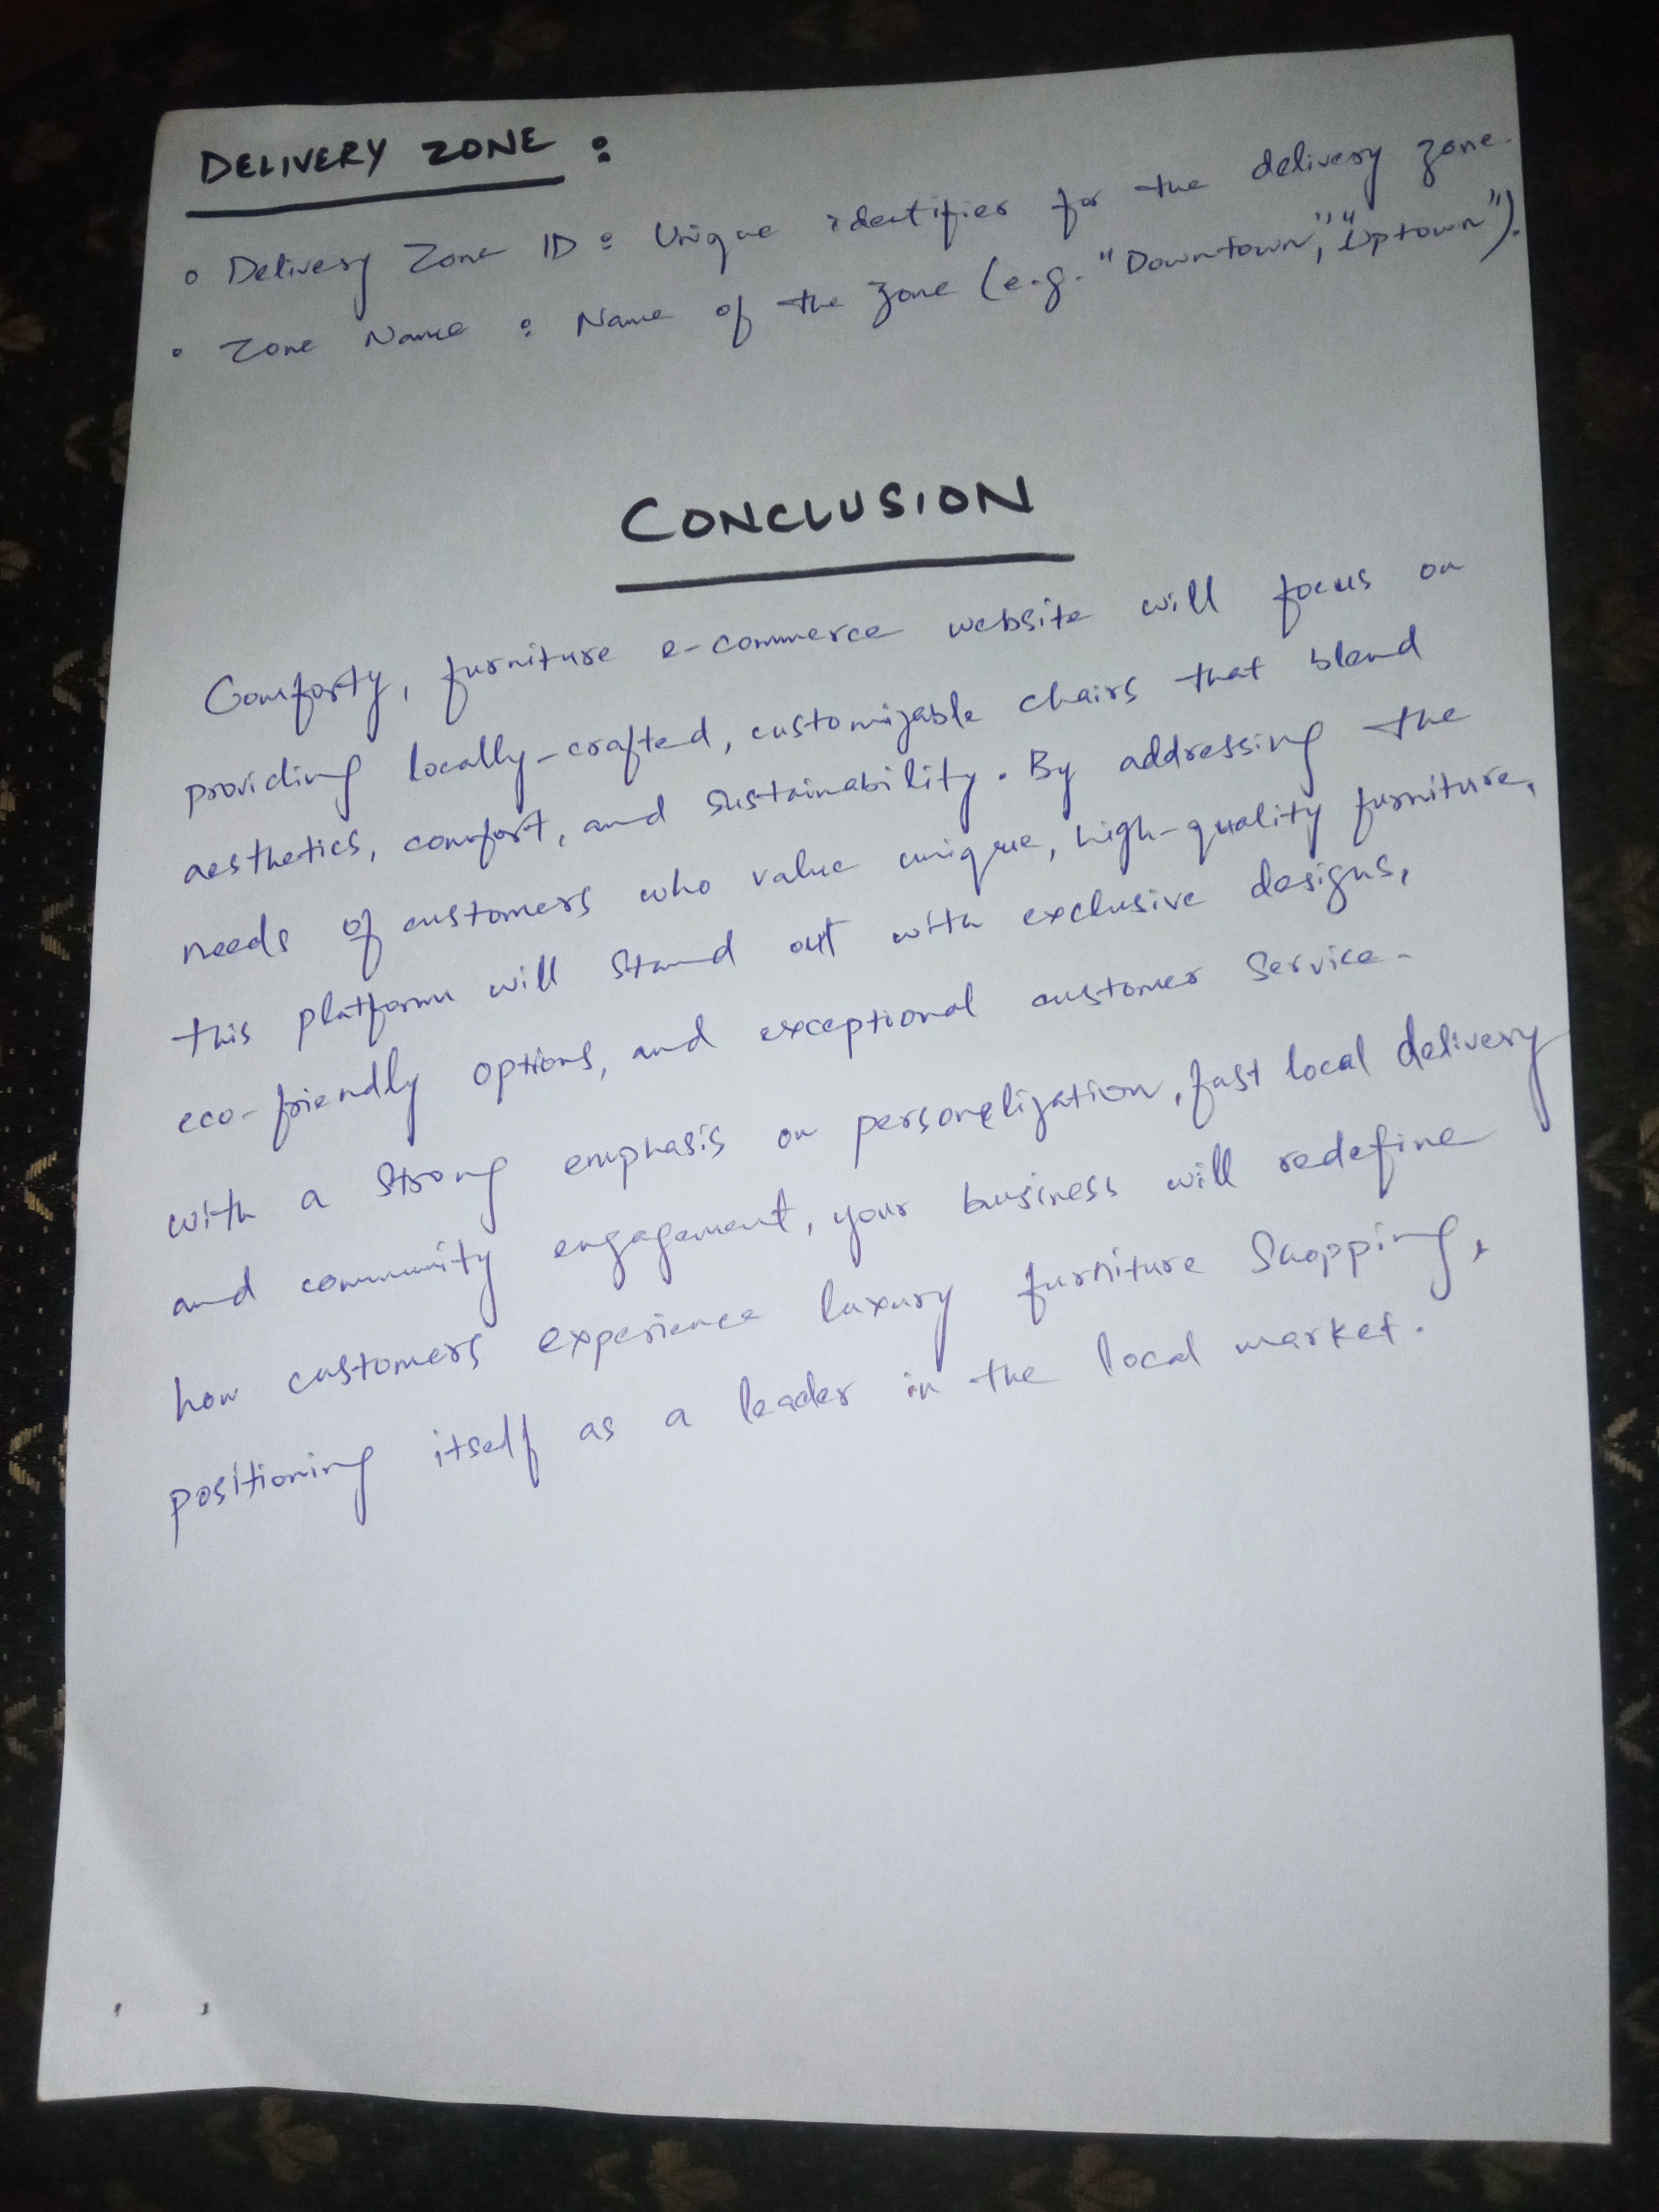 DELIVERY ZONE :
• Delivery Zone ID : Unique identifier for the delivery zone.
• Zone Name : Name of the zone (e.g. "Downtown", "Uptown").
CONCLUSION
Comforty, furniture e-commerce website will focus on
providing locally-crafted, customizable chairs that blend
aesthetics, comfort, and sustainability. By addressing the
needs of customers who value unique, high-quality furniture,
this platform will stand out with exclusive designs,
eco-friendly options, and exceptional customer service.
with a strong emphasis on personalization, fast local delivery
and community engagement, your business will redefine
how customers experience luxury furniture shopping,
positioning itself as a leader in the local market.